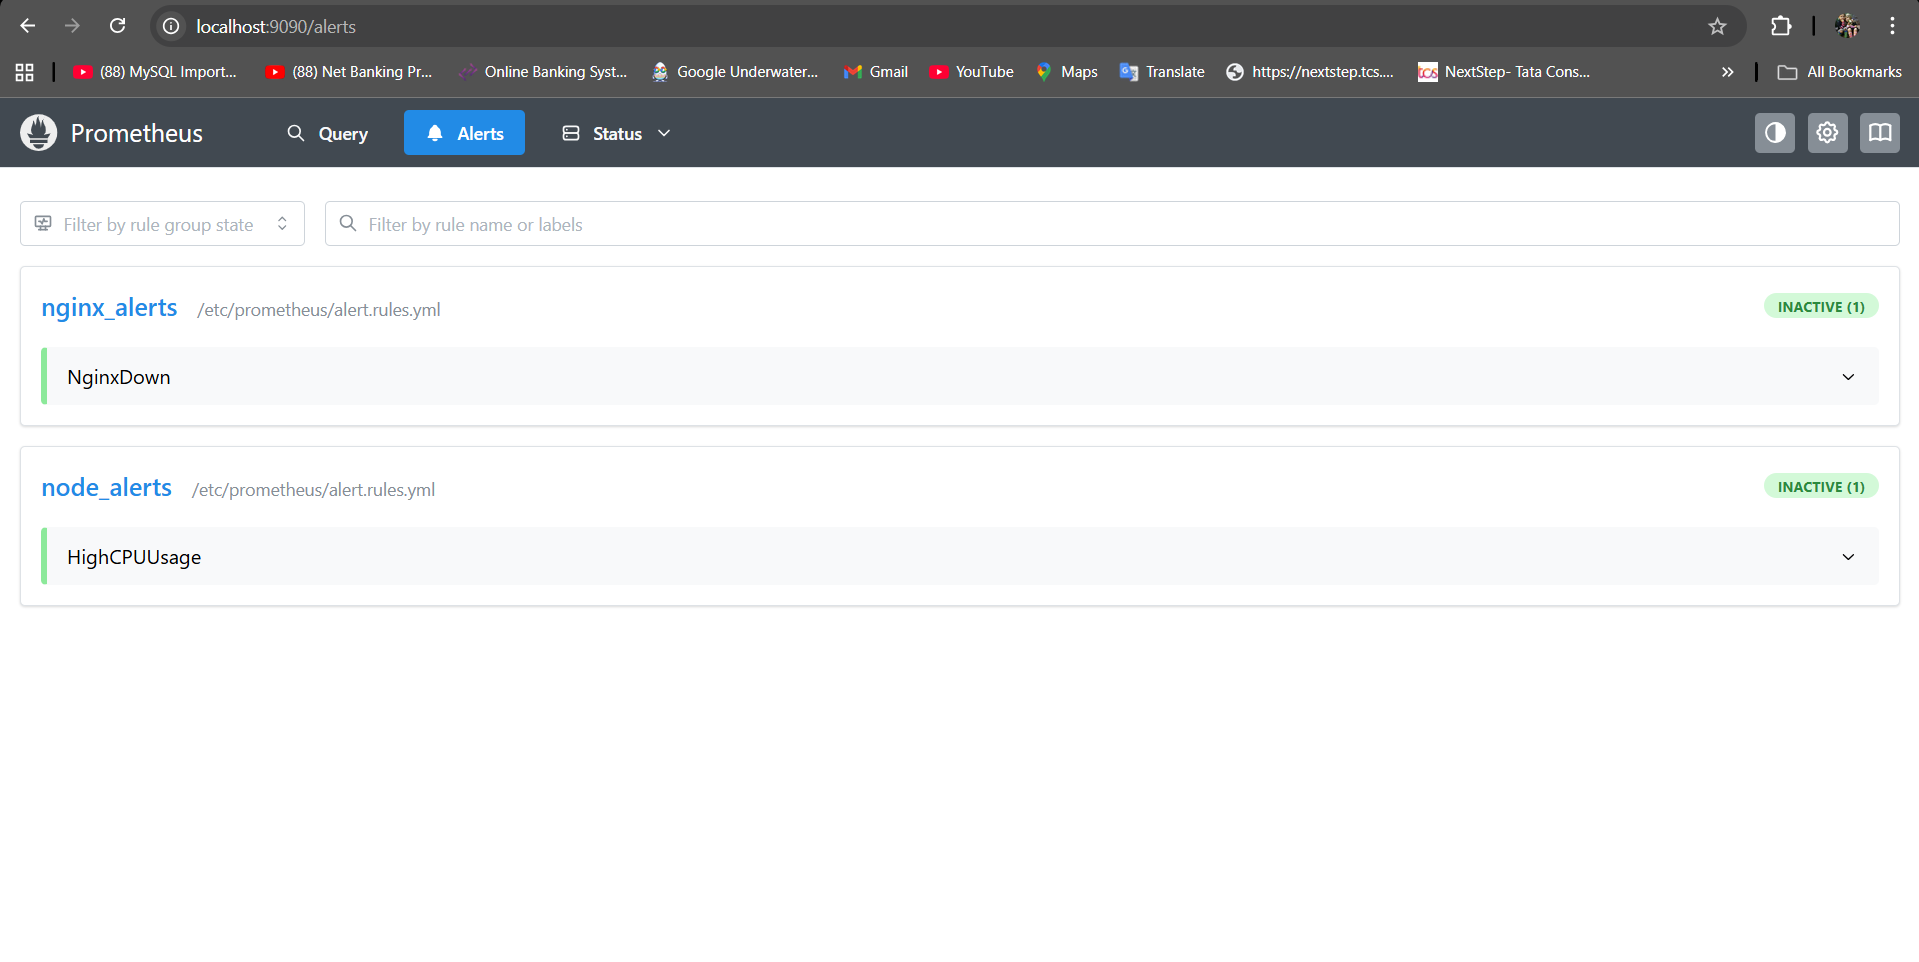 localhost:9090/alerts
(88) MySQL Import... (88) Net Banking Pr... Online Banking Syst... Google Underwater... Gmail YouTube Maps Translate https://nextstep.tcs.... tcs NextStep- Tata Cons... All Bookmarks
Prometheus Query Alerts Status
Filter by rule group state Filter by rule name or labels
nginx_alerts /etc/prometheus/alert.rules.yml INACTIVE (1)
NginxDown
node_alerts /etc/prometheus/alert.rules.yml INACTIVE (1)
HighCPUUsage